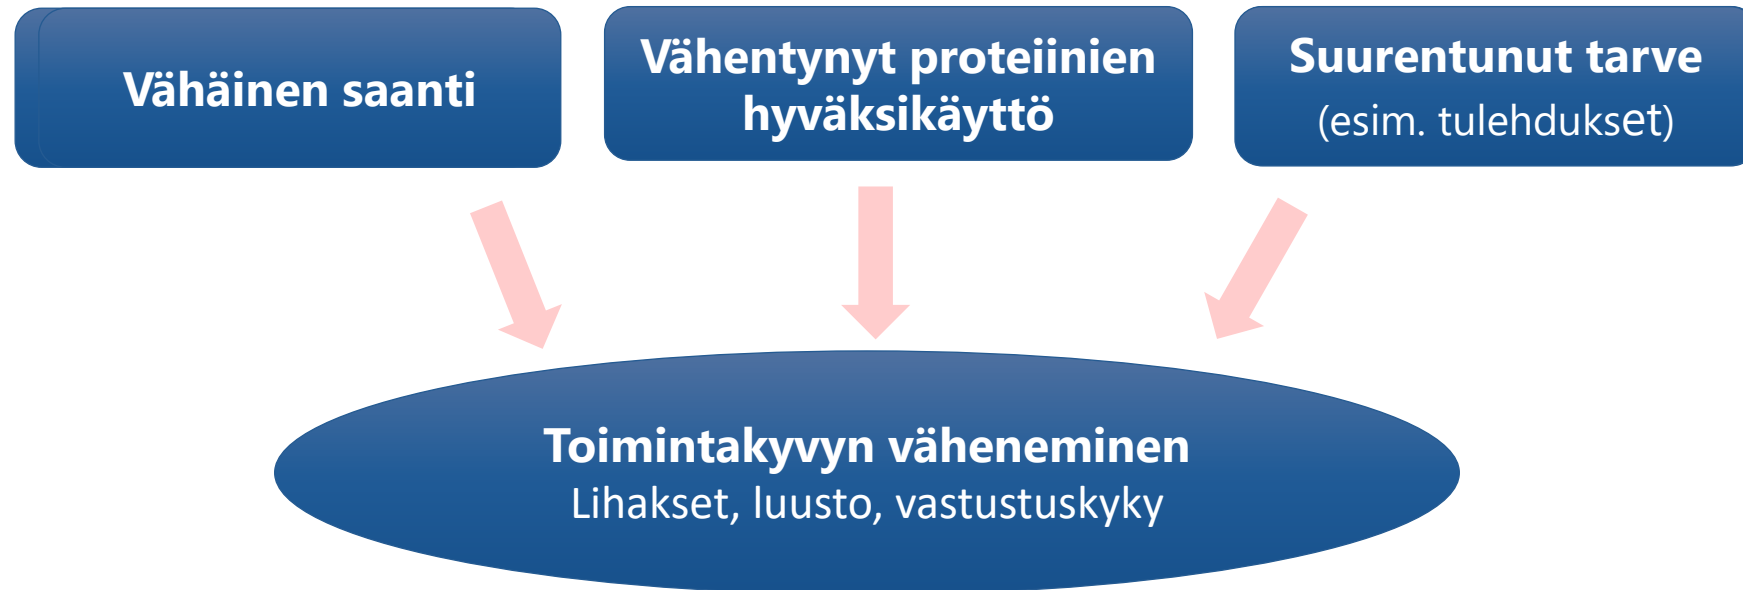 Vähäinen saanti
Vähentynyt proteiinien
hyväksikäyttö
Suurentunut tarve
(esim. tulehdukset)
Toimintakyvyn väheneminen
Lihakset, luusto, vastustuskyky